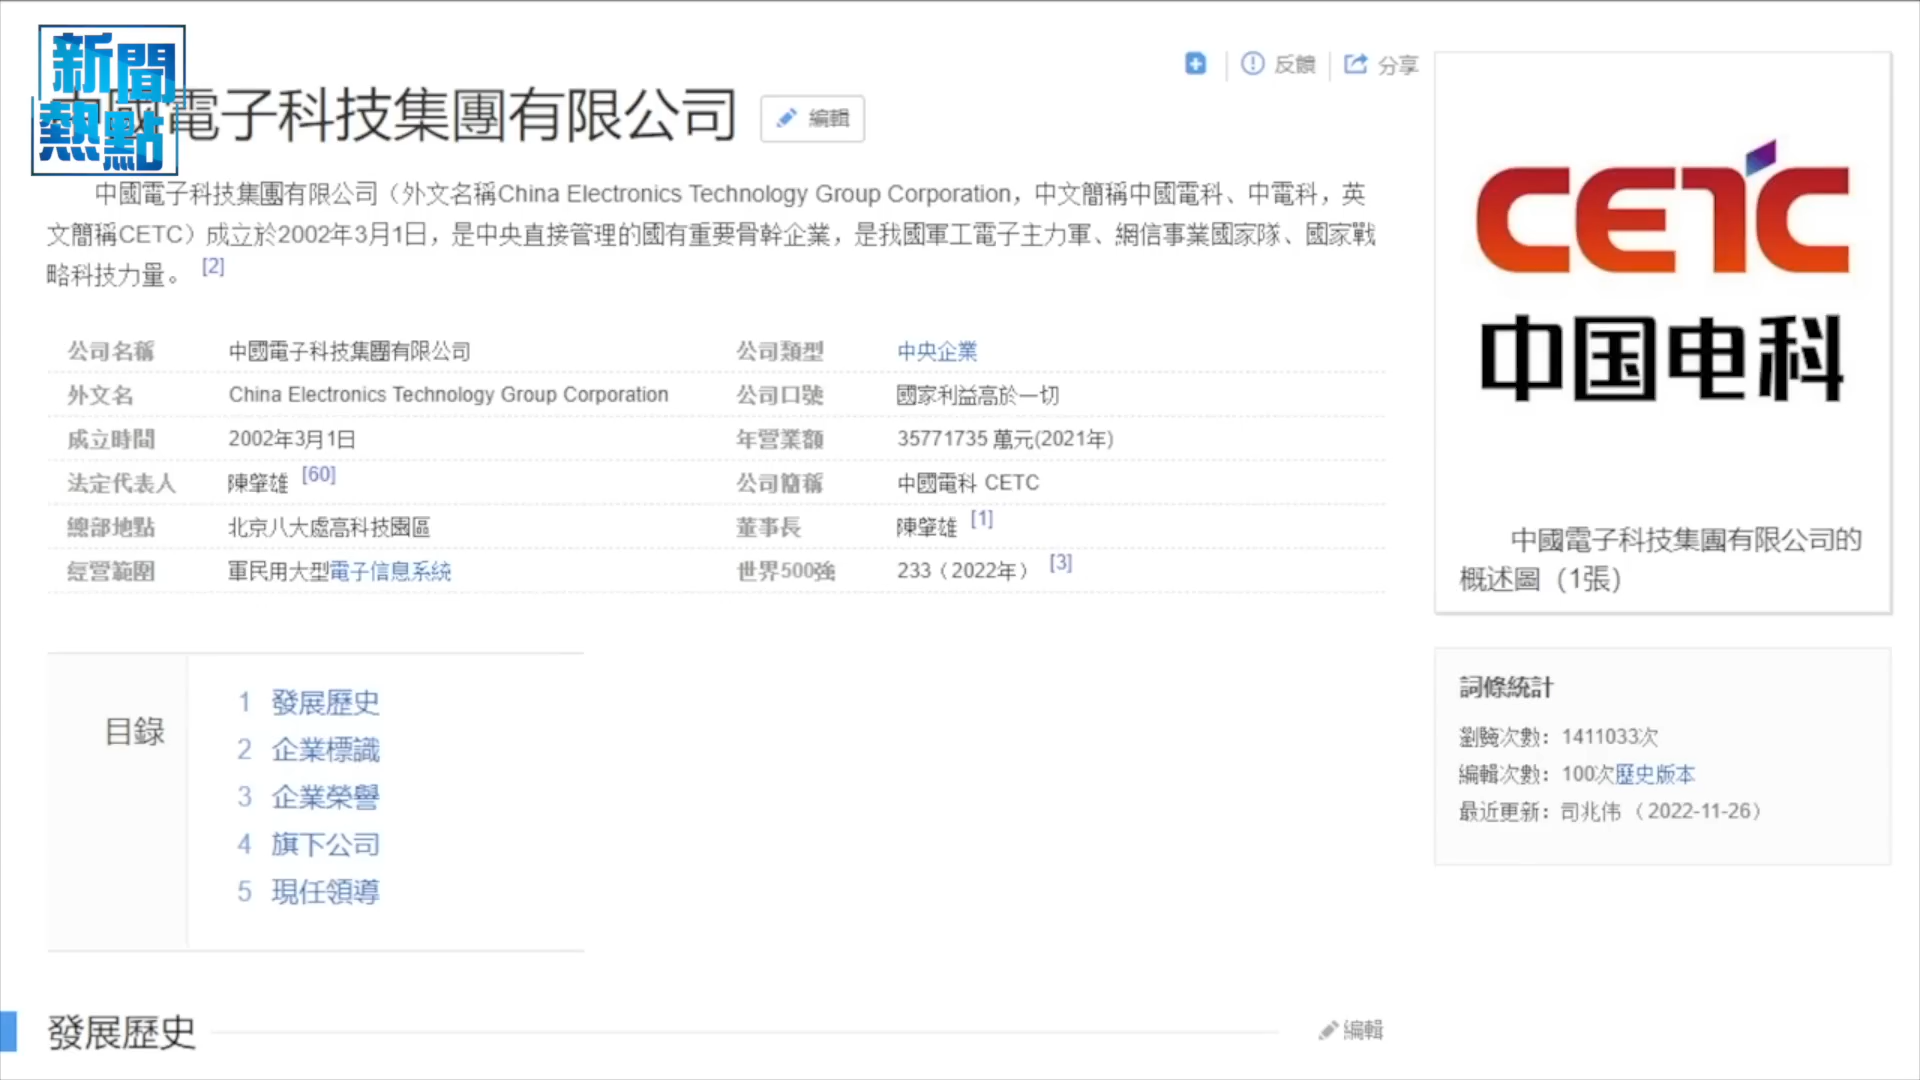 新聞
熱點
中國電子科技集團有限公司
編輯
反饋
分享
中國電子科技集團有限公司（外文名稱China Electronics Technology Group Corporation，中文簡稱中國電科、中電科，英
文簡稱CETC）成立於2002年3月1日，是中央直接管理的國有重要骨幹企業，是我國軍工電子主力軍、網信事業國家隊、國家戰
略科技力量。 [2]
公司名稱 中國電子科技集團有限公司 公司類型 中央企業
外文名 China Electronics Technology Group Corporation 公司口號 國家利益高於一切
成立時間 2002年3月1日 年營業額 35771735 萬元(2021年)
法定代表人 陳肇雄 [60] 公司簡稱 中國電科 CETC
總部地點 北京八大處高科技園區 董事長 陳肇雄 [1]
經營範圍 軍民用大型電子信息系統 世界500強 233（2022年） [3]
CETC
中国电科
中國電子科技集團有限公司的
概述圖（1張）
目錄
1 發展歷史
2 企業標識
3 企業榮譽
4 旗下公司
5 現任領導
詞條統計
瀏覽次數：1411033次
編輯次數：100次歷史版本
最近更新：司兆伟（2022-11-26）
發展歷史
編輯